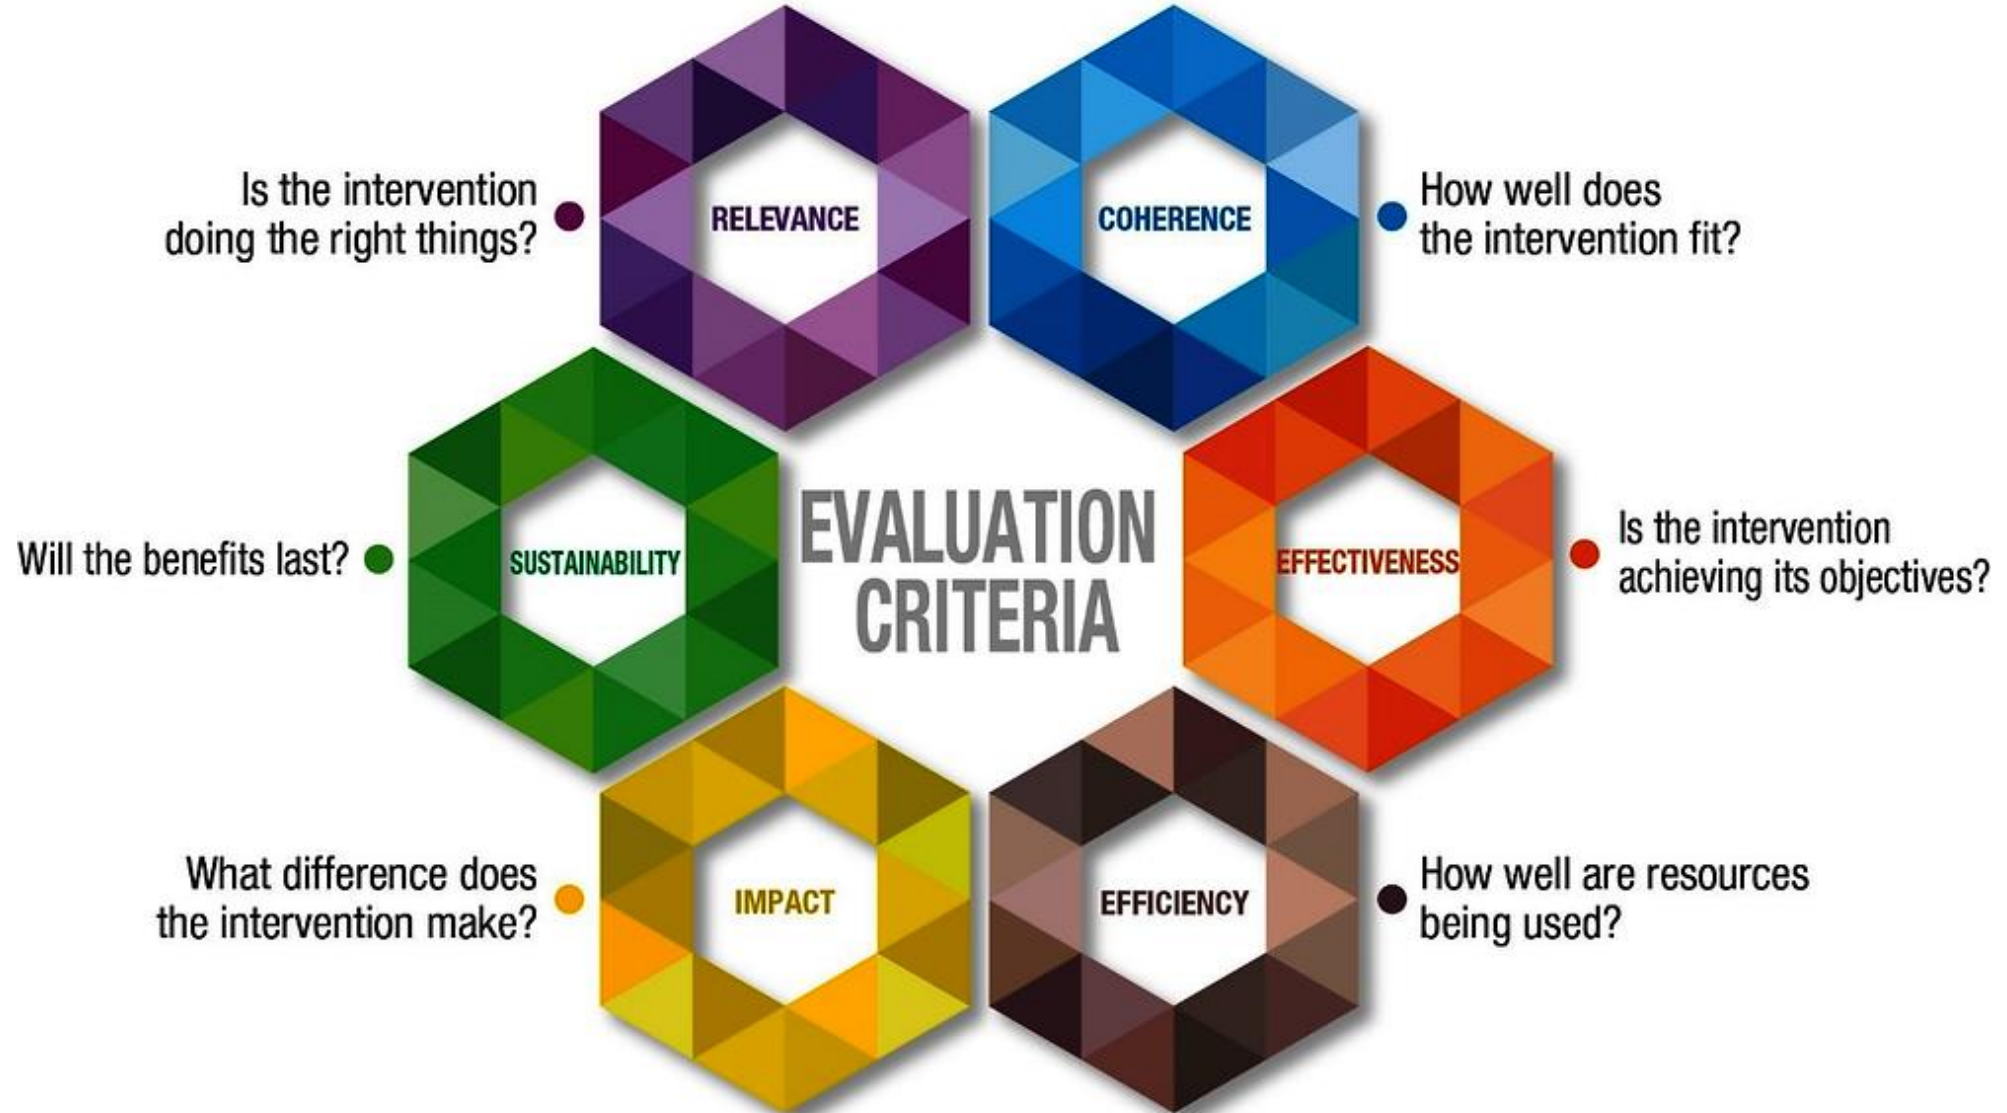 Is the intervention
doing the right things?
RELEVANCE
COHERENCE
How well does
the intervention fit?
Will the benefits last?
SUSTAINABILITY
EVALUATION
CRITERIA
EFFECTIVENESS
Is the intervention
achieving its objectives?
What difference does
the intervention make?
IMPACT
EFFICIENCY
How well are resources
being used?